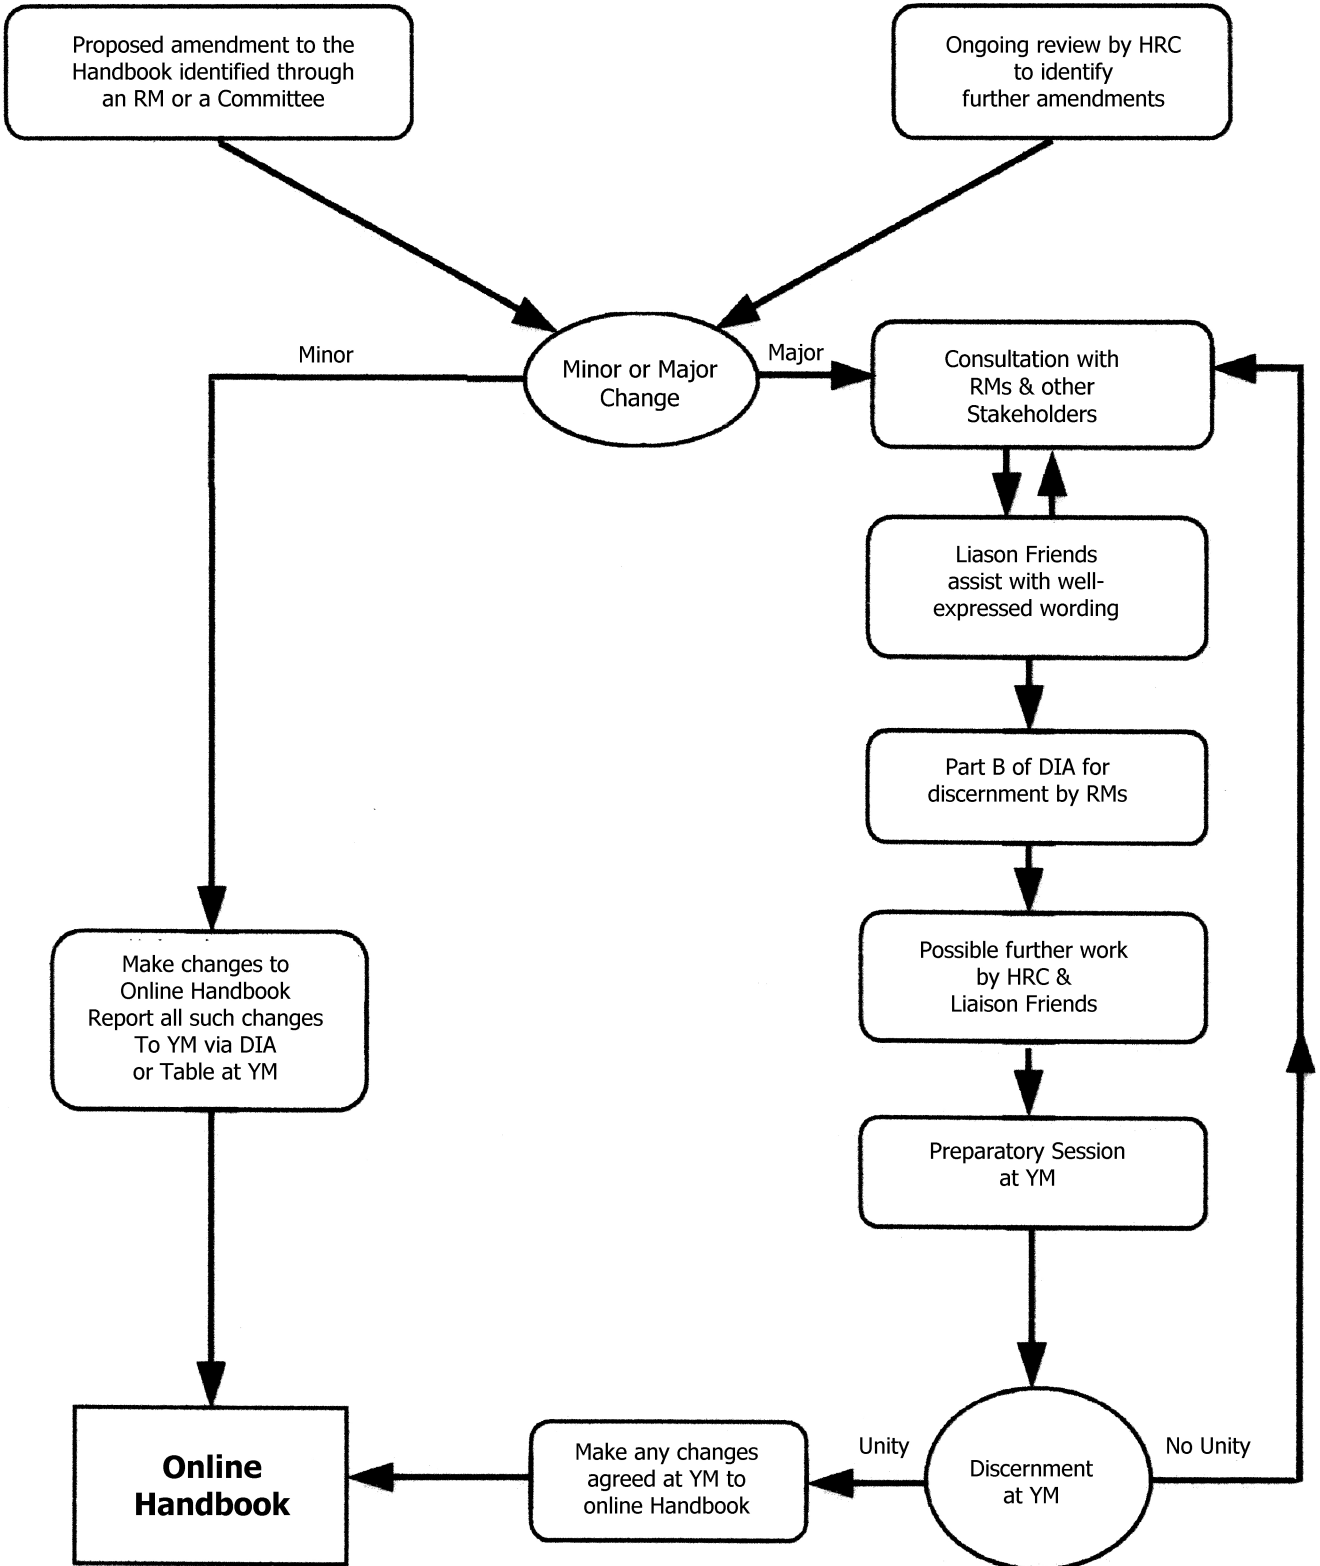 Proposed amendment to the
Handbook identified through
an RM or a Committee
Ongoing review by HRC
to identify
further amendments
Minor
Minor or Major
Change
Major
Consultation with
RMs & other
Stakeholders
Liason Friends
assist with well-
expressed wording
Part B of DIA for
discernment by RMs
Possible further work
by HRC &
Liaison Friends
Make changes to
Online Handbook
Report all such changes
To YM via DIA
or Table at YM
Preparatory Session
at YM
Online
Handbook
Make any changes
agreed at YM to
online Handbook
Unity
Discernment
at YM
No Unity